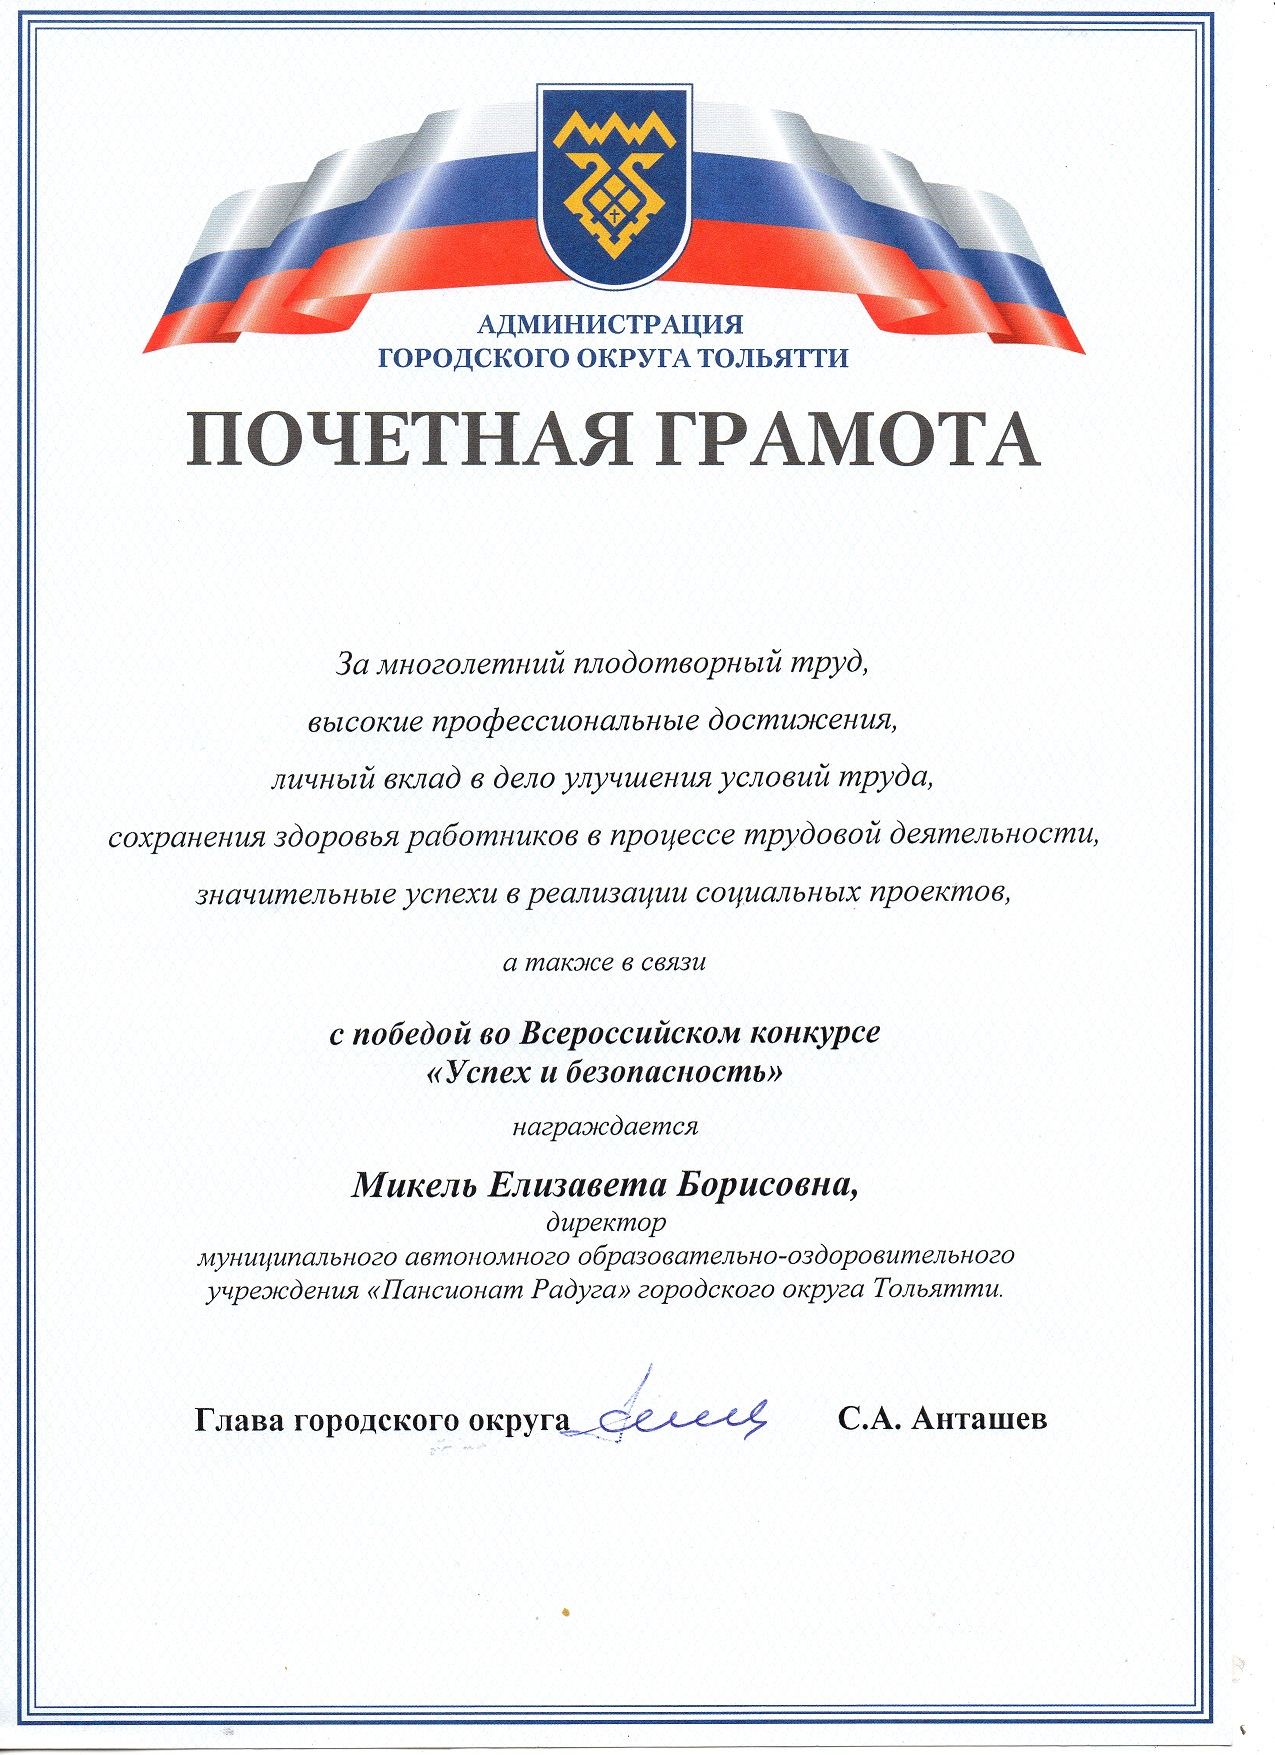 АДМИНИСТРАЦИЯ
ГОРОДСКОГО ОКРУГА ТОЛЬЯТТИ
ПОЧЕТНАЯ ГРАМОТА
За многолетний плодотворный труд,
высокие профессиональные достижения,
личный вклад в дело улучшения условий труда,
сохранения здоровья работников в процессе трудовой деятельности,
значительные успехи в реализации социальных проектов,
а также в связи
с победой во Всероссийском конкурсе
«Успех и безопасность»
награждается
Микель Елизавета Борисовна,
директор
муниципального автономного образовательно-оздоровительного
учреждения «Пансионат Радуга» городского округа Тольятти.
Глава городского округа С.А. Анташев